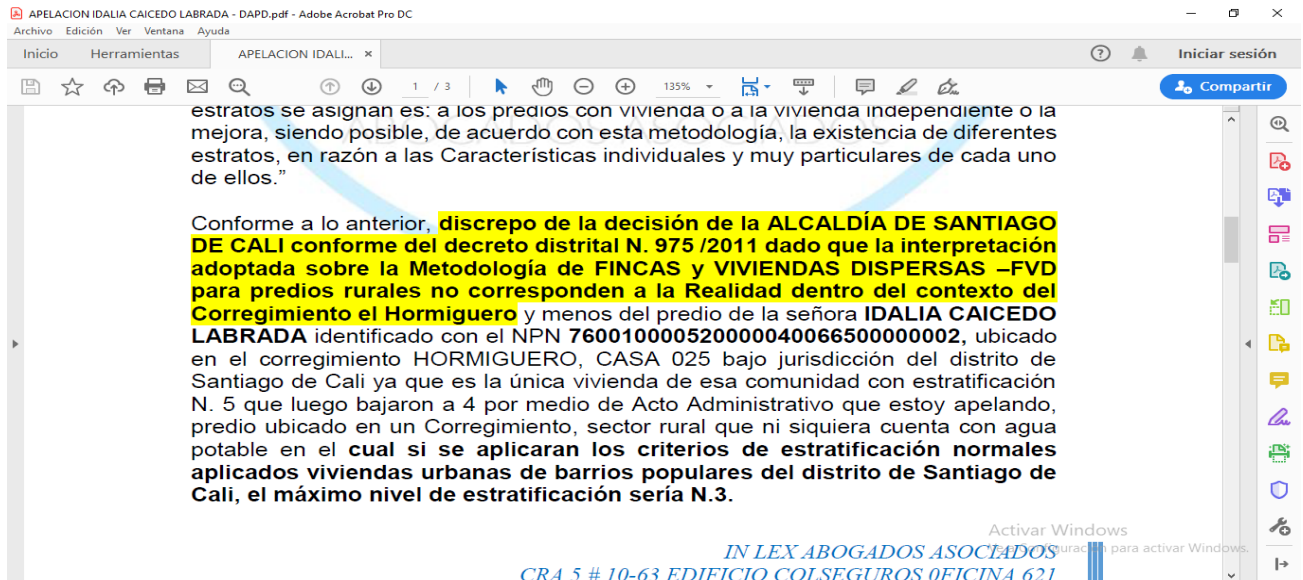 APELACION IDALIA CAICEDO LABRADA - DAPD.pdf - Adobe Acrobat Pro DC
Archivo Edición Ver Ventana Ayuda
Inicio Herramientas APELACION IDALI... × Iniciar sesión
1 / 3 135% Compartir
estratos se asignan es: a los predios con vivienda o a la vivienda independiente o la
ABOGADOS ASOCIADOS
mejora, siendo posible, de acuerdo con esta metodología, la existencia de diferentes
estratos, en razón a las Características individuales y muy particulares de cada uno
de ellos.”
Conforme a lo anterior, discrepo de la decisión de la ALCALDÍA DE SANTIAGO
DE CALI conforme del decreto distrital N. 975 /2011 dado que la interpretación
adoptada sobre la Metodología de FINCAS y VIVIENDAS DISPERSAS –FVD
para predios rurales no corresponden a la Realidad dentro del contexto del
Corregimiento el Hormiguero y menos del predio de la señora IDALIA CAICEDO
LABRADA identificado con el NPN 760010000520000040066500000002, ubicado
en el corregimiento HORMIGUERO, CASA 025 bajo jurisdicción del distrito de
Santiago de Cali ya que es la única vivienda de esa comunidad con estratificación
N. 5 que luego bajaron a 4 por medio de Acto Administrativo que estoy apelando,
predio ubicado en un Corregimiento, sector rural que ni siquiera cuenta con agua
potable en el cual si se aplicaran los criterios de estratificación normales
aplicados viviendas urbanas de barrios populares del distrito de Santiago de
Cali, el máximo nivel de estratificación sería N.3.
Activar Windows
IN LEX ABOGADOS ASOCIADOS
para activar Windows.
CRA 5 # 10-63 EDIFICIO COLSEGUROS 0FICINA 621